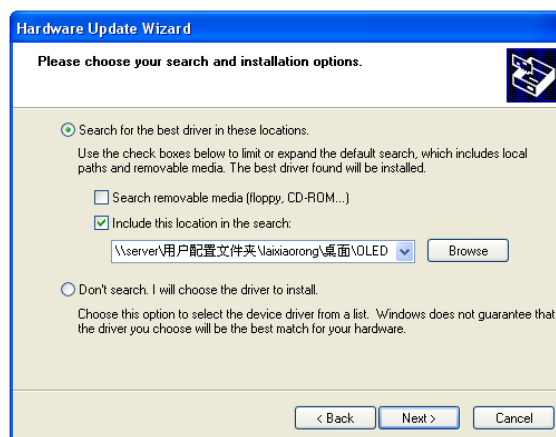 Hardware Update Wizard
Please choose your search and installation options.
Search for the best driver in these locations.
Use the check boxes below to limit or expand the default search, which includes local
paths and removable media. The best driver found will be installed.
Search removable media (floppy, CD-ROM...)
Include this location in the search:
\\server\用户配置文件夹\laixiaorong\桌面\OLED
Browse
Don't search. I will choose the driver to install.
Choose this option to select the device driver from a list. Windows does not guarantee that
the driver you choose will be the best match for your hardware.
< Back Next > Cancel